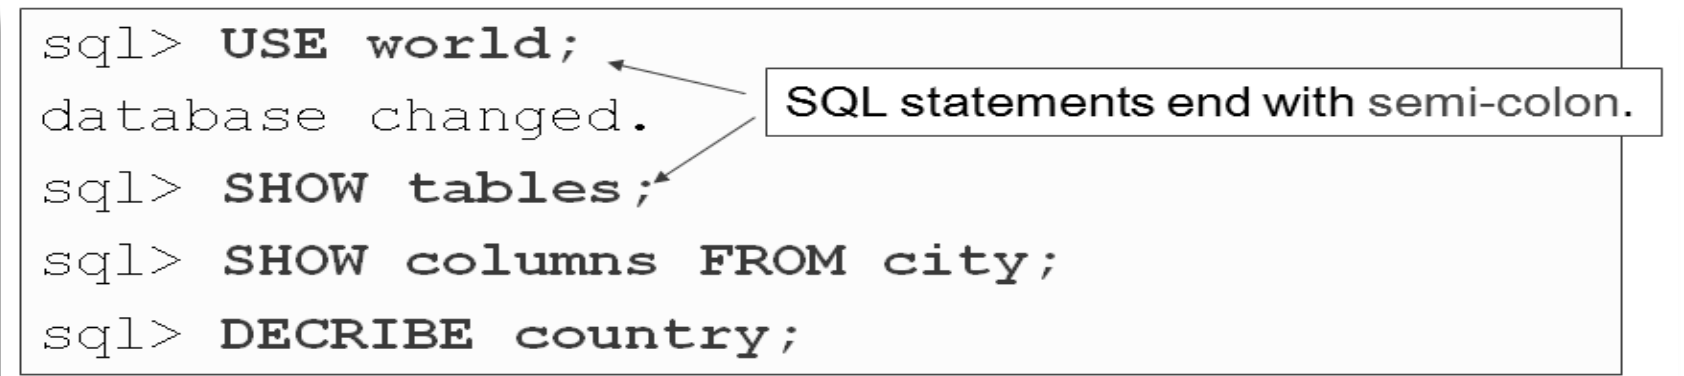 sql> USE world;
SQL statements end with semi-colon.
database changed.
sql> SHOW tables;
sql> SHOW columns FROM city;
sql> DECRIBE country;